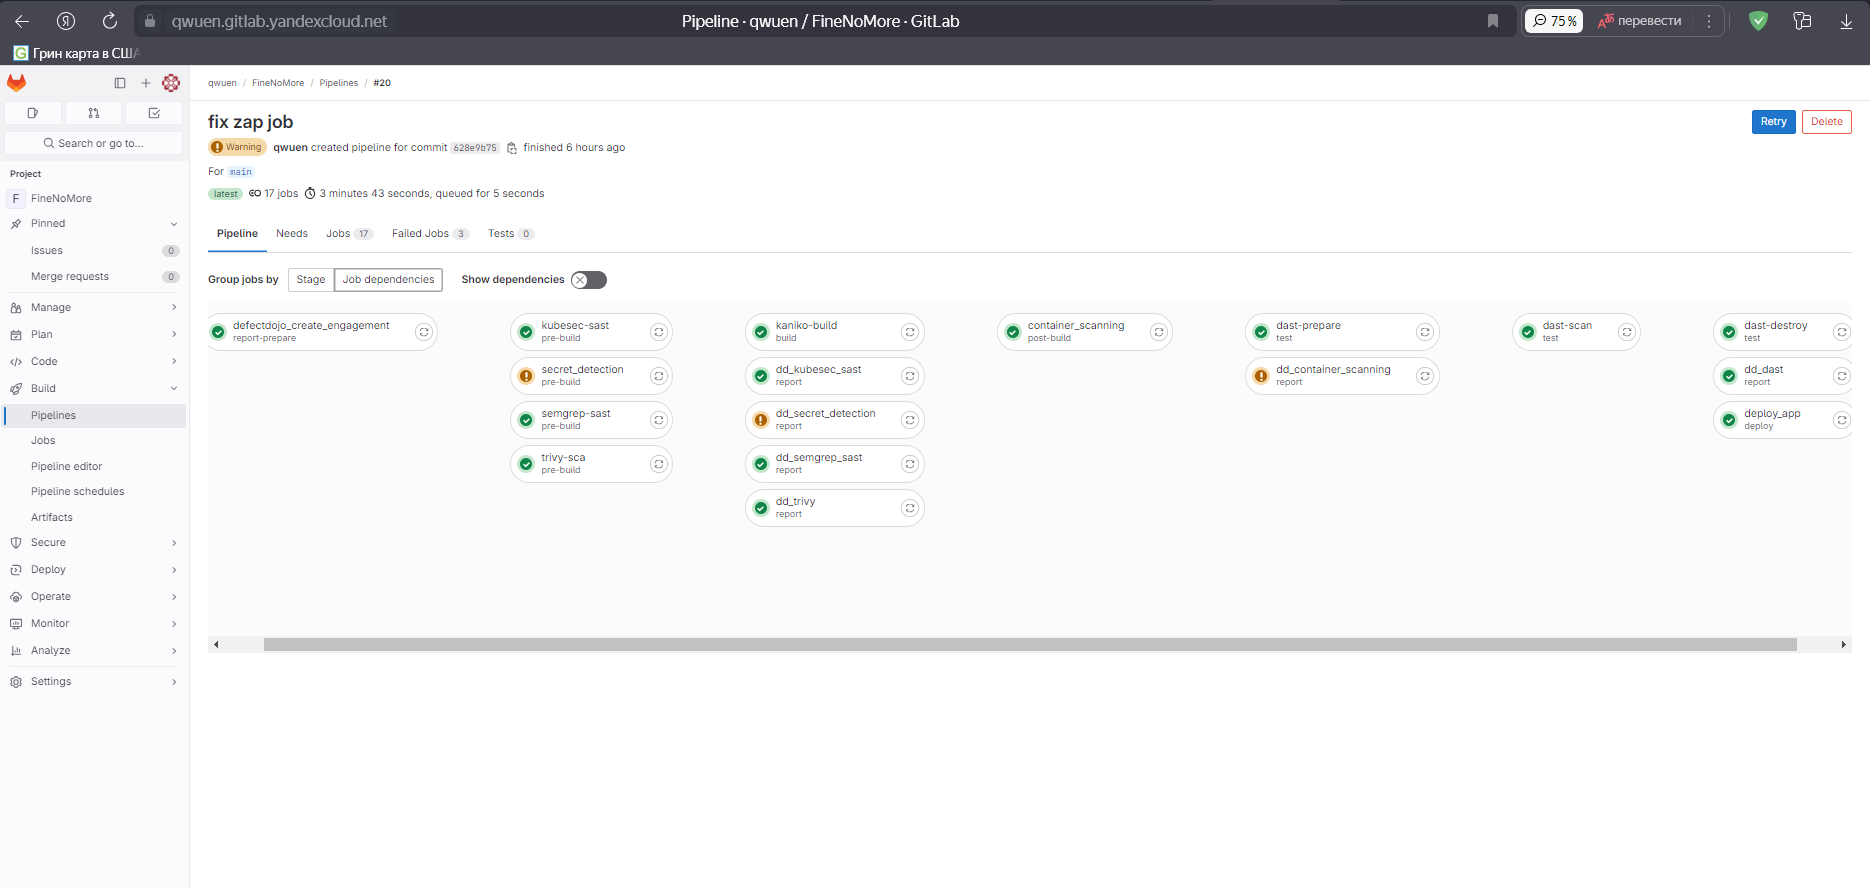 qwuen.gitlab.yandexcloud.net
Pipeline · qwuen / FineNoMore · GitLab
75 %
перевести
Грин карта в США
qwuen / FineNoMore / Pipelines / #20
fix zap job
Retry
Delete
Warning qwuen created pipeline for commit 628e9b75 finished 6 hours ago
For main
latest 17 jobs 3 minutes 43 seconds, queued for 5 seconds
Search or go to...
Project
F FineNoMore
Pinned
Issues 0
Merge requests 0
Manage
Plan
Code
Build
Pipelines
Jobs
Pipeline editor
Pipeline schedules
Artifacts
Secure
Deploy
Operate
Monitor
Analyze
Settings
Pipeline Needs Jobs 17 Failed Jobs 3 Tests 0
Group jobs by Stage Job dependencies Show dependencies
defectdojo_create_engagement
report-prepare
kubesec-sast
pre-build
secret_detection
pre-build
semgrep-sast
pre-build
trivy-sca
pre-build
kaniko-build
build
dd_kubesec_sast
report
dd_secret_detection
report
dd_semgrep_sast
report
dd_trivy
report
container_scanning
post-build
dast-prepare
test
dd_container_scanning
report
dast-scan
test
dast-destroy
test
dd_dast
report
deploy_app
deploy